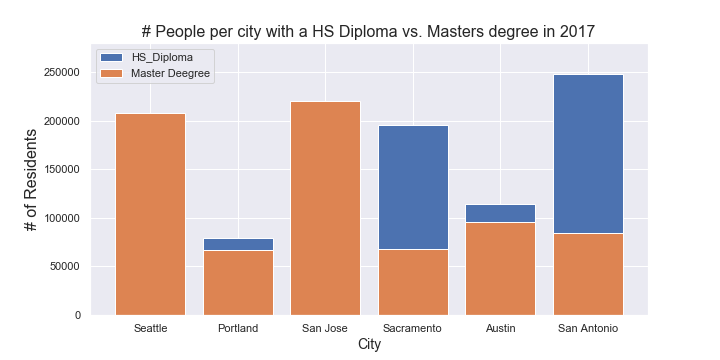 # People per city with a HS Diploma vs. Masters degree in 2017
HS_Diploma
Master Deegree
250000
200000
150000
100000
50000
0
# of Residents
Seattle Portland San Jose Sacramento Austin San Antonio
City